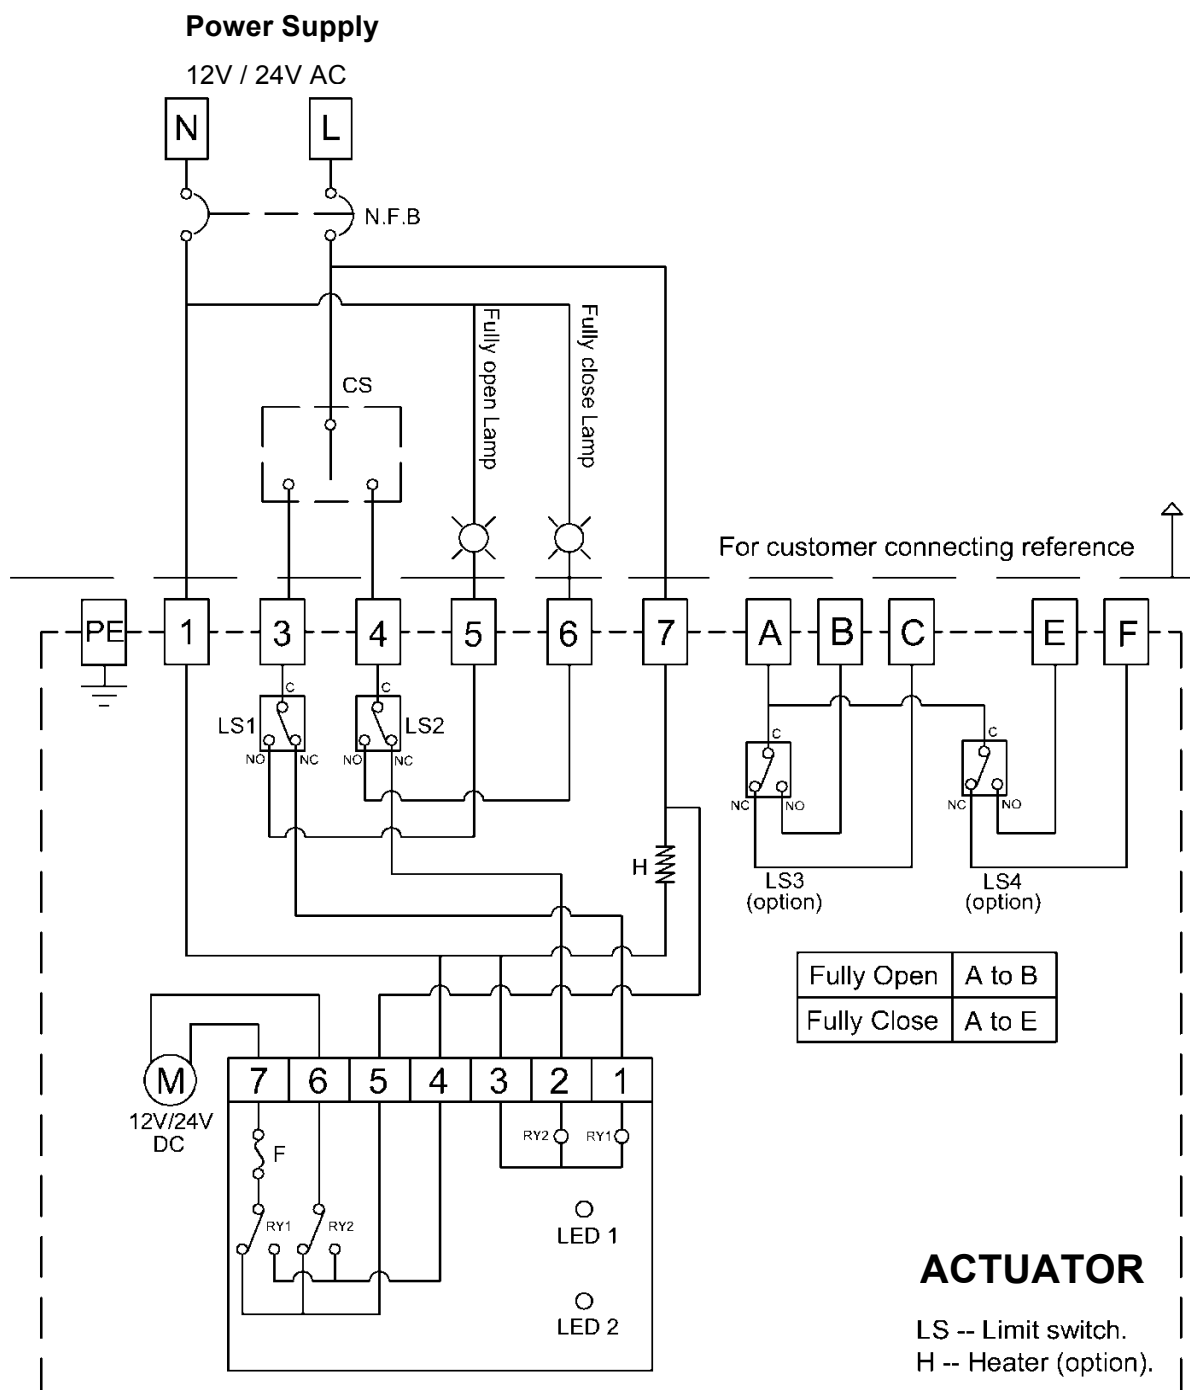 Power Supply
12V / 24V AC
N L
N.F.B
CS
Fully open Lamp
Fully close Lamp
For customer connecting reference
PE 1 3 4 5 6 7 A B C E F
C C
LS1 LS2
NO NC NO NC
C C
NC NO NC NO
H
LS3
(option)
LS4
(option)
Fully Open A to B
Fully Close A to E
M
12V/24V
DC
7 6 5 4 3 2 1
RY2 RY1
F
RY1 RY2
LED 1
LED 2
ACTUATOR
LS -- Limit switch.
H -- Heater (option).